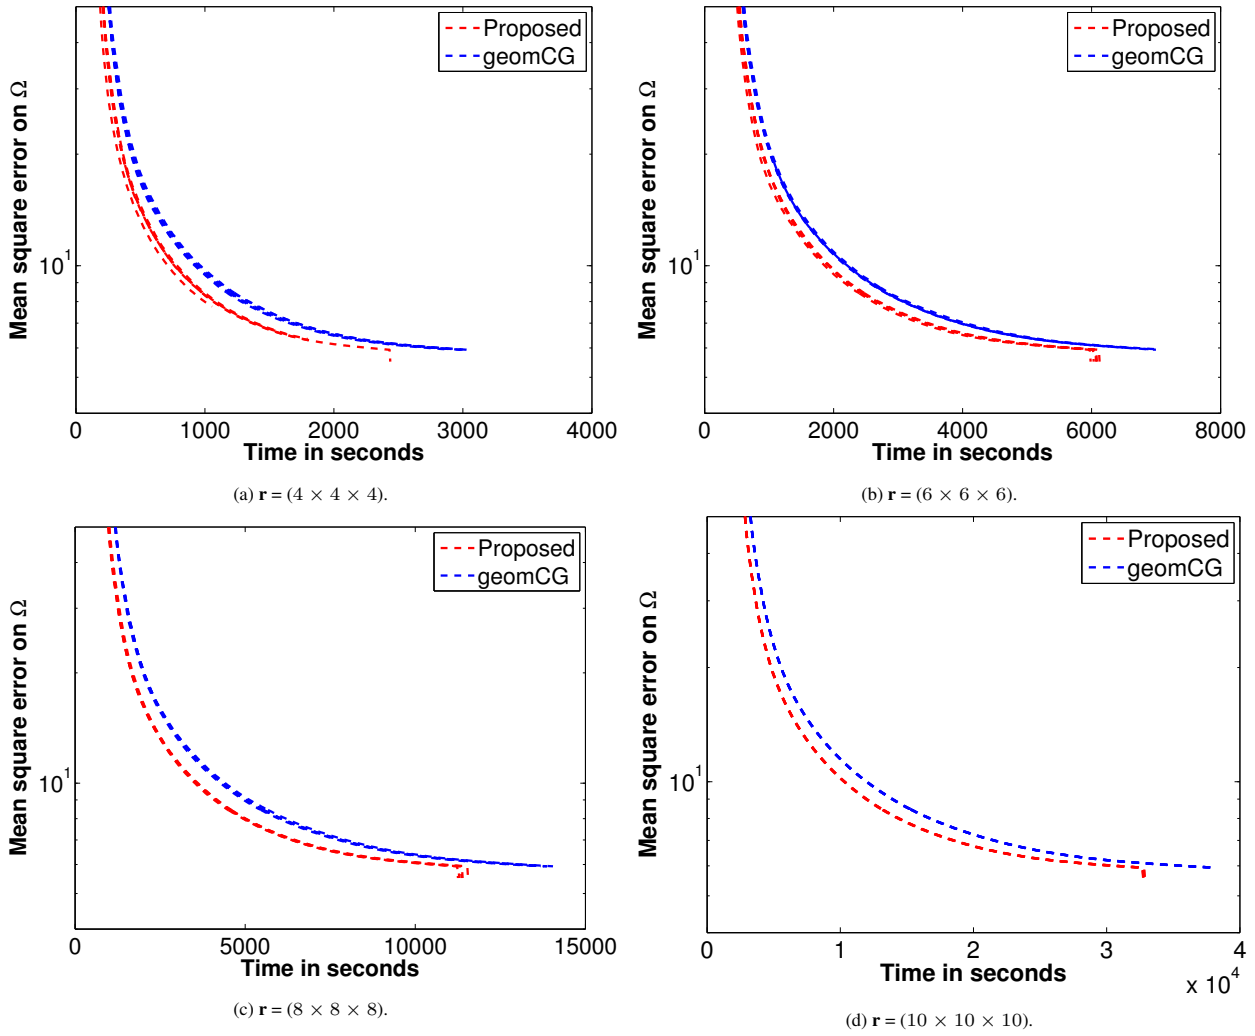 Proposed
geomCG
Mean square error on Ω
10^1
0 1000 2000 3000 4000
Time in seconds
(a) r = (4 × 4 × 4).
Proposed
geomCG
Mean square error on Ω
10^1
0 2000 4000 6000 8000
Time in seconds
(b) r = (6 × 6 × 6).
Proposed
geomCG
Mean square error on Ω
10^1
0 5000 10000 15000
Time in seconds
(c) r = (8 × 8 × 8).
Proposed
geomCG
Mean square error on Ω
10^1
0 1 2 3 4
Time in seconds
x 10^4
(d) r = (10 × 10 × 10).